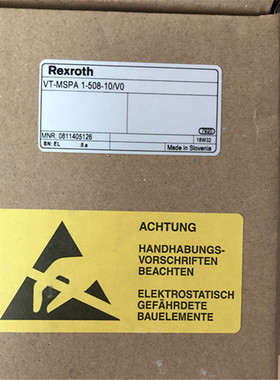 Rexroth
VT-MSPA 1-508-10/V0
MNR: 0811405126
18W32
SN: EL
Made in Slovenia
ACHTUNG
HANDHABUNGS-
VORSCHRIFTEN
BEACHTEN
ELEKTROSTATISCH
GEFÄHRDETE
BAUELEMENTE